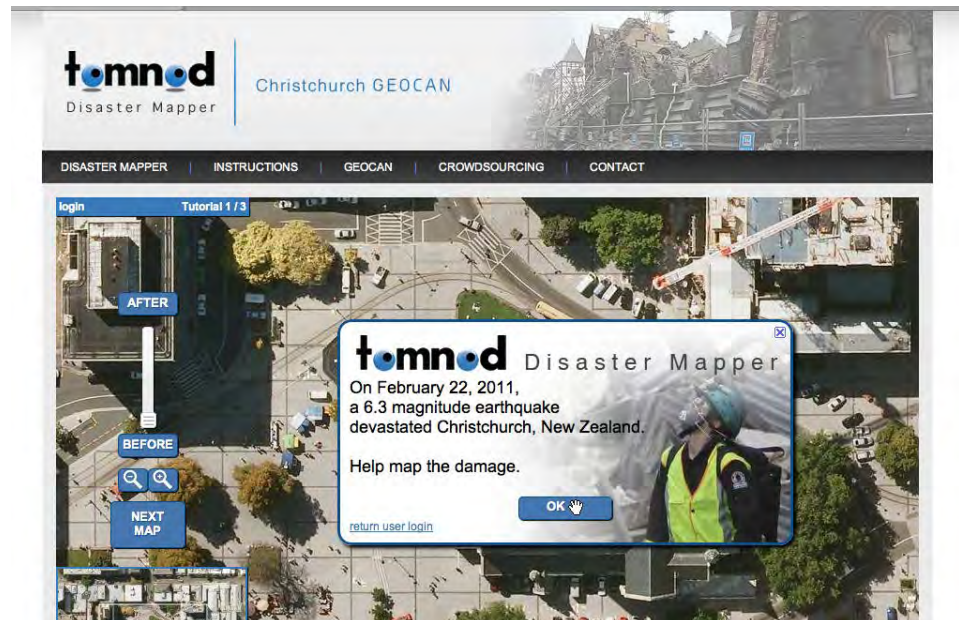 tomnod
Disaster Mapper
Christchurch GEOCAN
DISASTER MAPPER | INSTRUCTIONS | GEOCAN | CROWDSOURCING | CONTACT
login Tutorial 1 / 3
AFTER
BEFORE
NEXT
MAP
tomnod Disaster Mapper
On February 22, 2011,
a 6.3 magnitude earthquake
devastated Christchurch, New Zealand.
Help map the damage.
OK
return user login